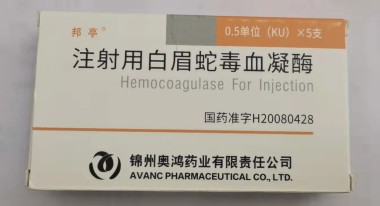 邦亭®
0.5单位（KU）×5支
注射用白眉蛇毒血凝酶
Hemocoagulase For Injection
国药准字H20080428
锦州奥鸿药业有限责任公司
AVANC PHARMACEUTICAL CO., LTD.